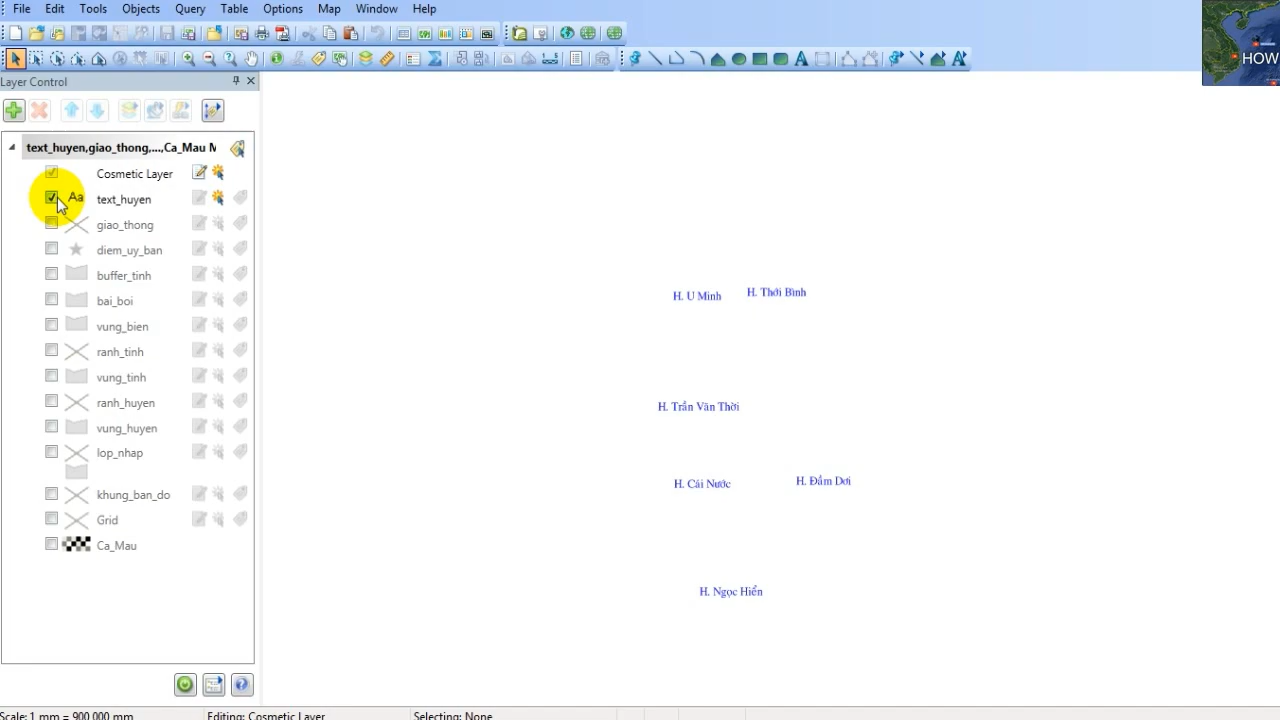 File Edit Tools Objects Query Table Options Map Window Help
HOW
Layer Control
text_huyen,giao_thong,...,Ca_Mau M
Cosmetic Layer
Aa text_huyen
giao_thong
diem_uy_ban
buffer_tinh
bai_boi
vung_bien
ranh_tinh
vung_tinh
ranh_huyen
vung_huyen
lop_nhap
khung_ban_do
Grid
Ca_Mau
H. U Minh
H. Thới Bình
H. Trần Văn Thời
H. Cái Nước
H. Đầm Dơi
H. Ngọc Hiển
Scale: 1 mm = 900.000 mm Editing: Cosmetic Layer Selecting: None